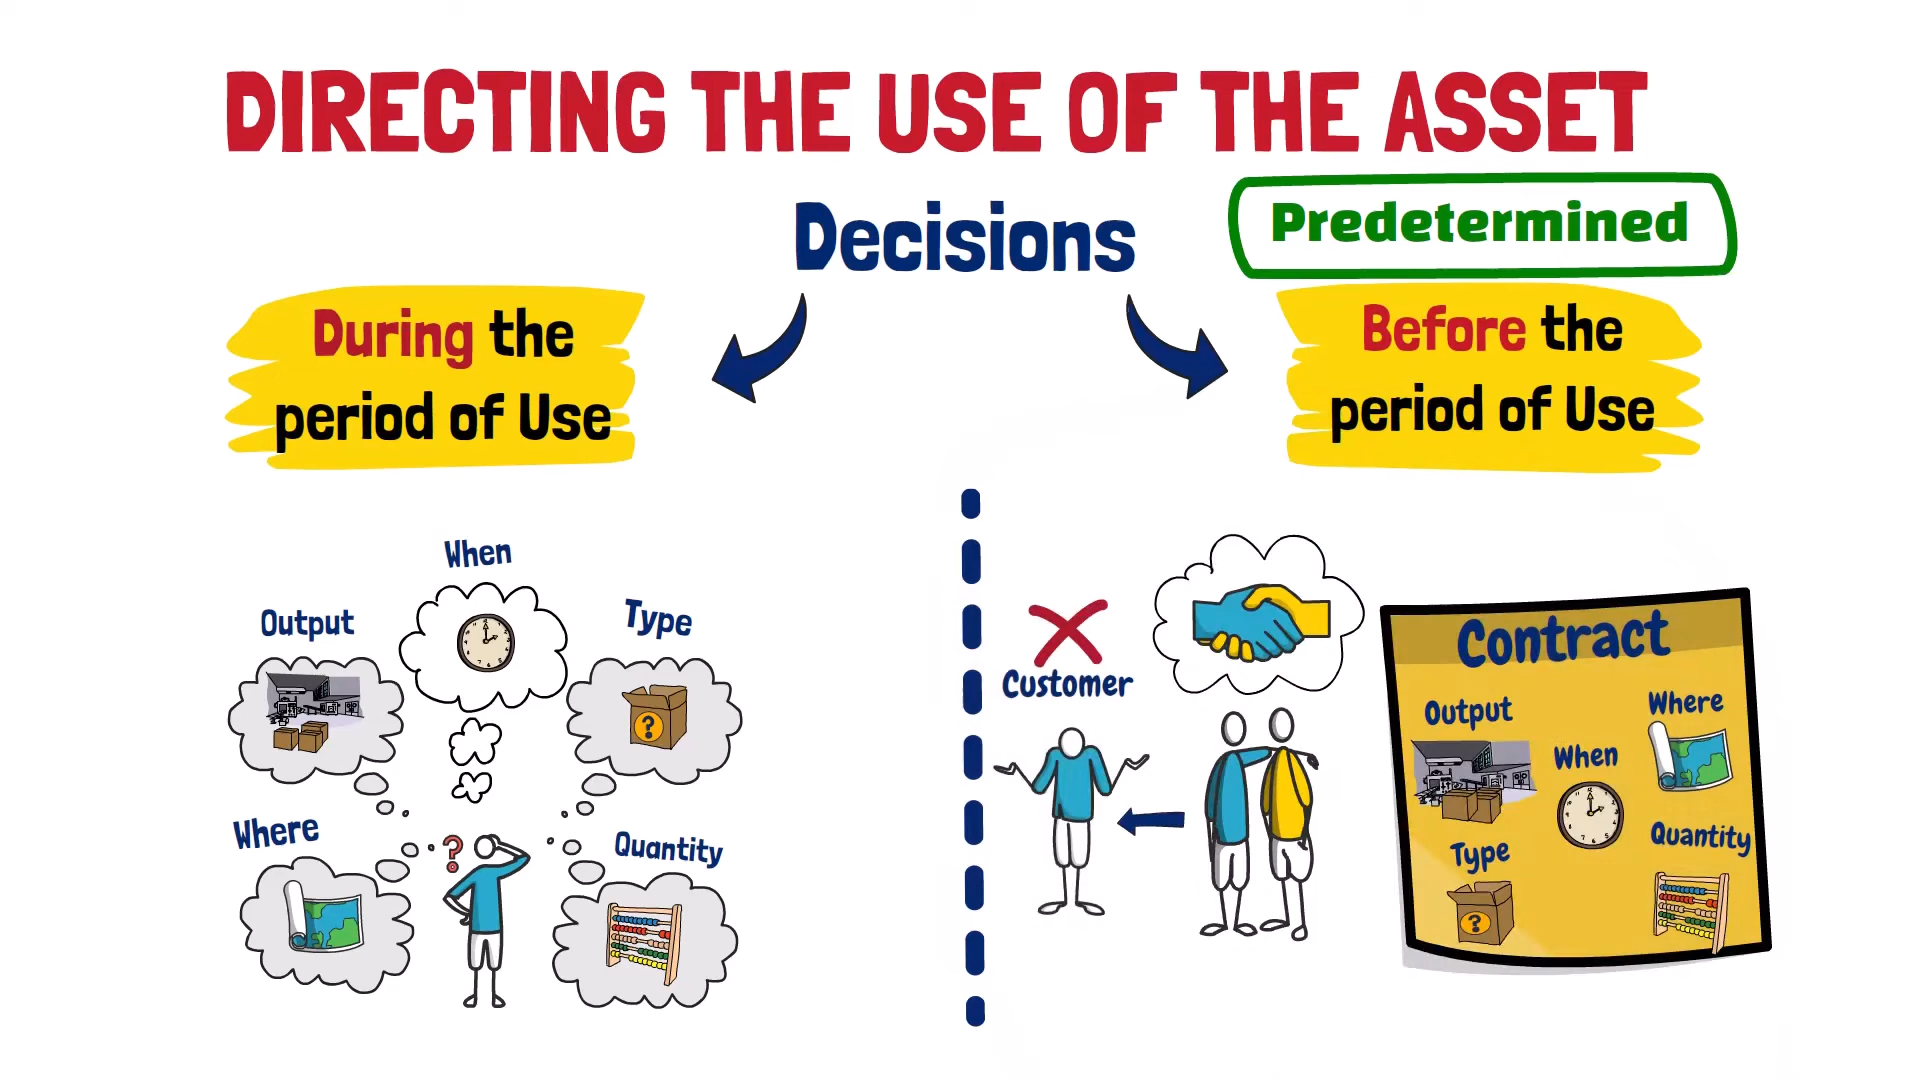 DIRECTING THE USE OF THE ASSET
Decisions
Predetermined
During the
period of Use
Before the
period of Use
When
Output
Type
Where
?
Quantity
?
Customer
Contract
Output
Where
When
Type
Quantity
?